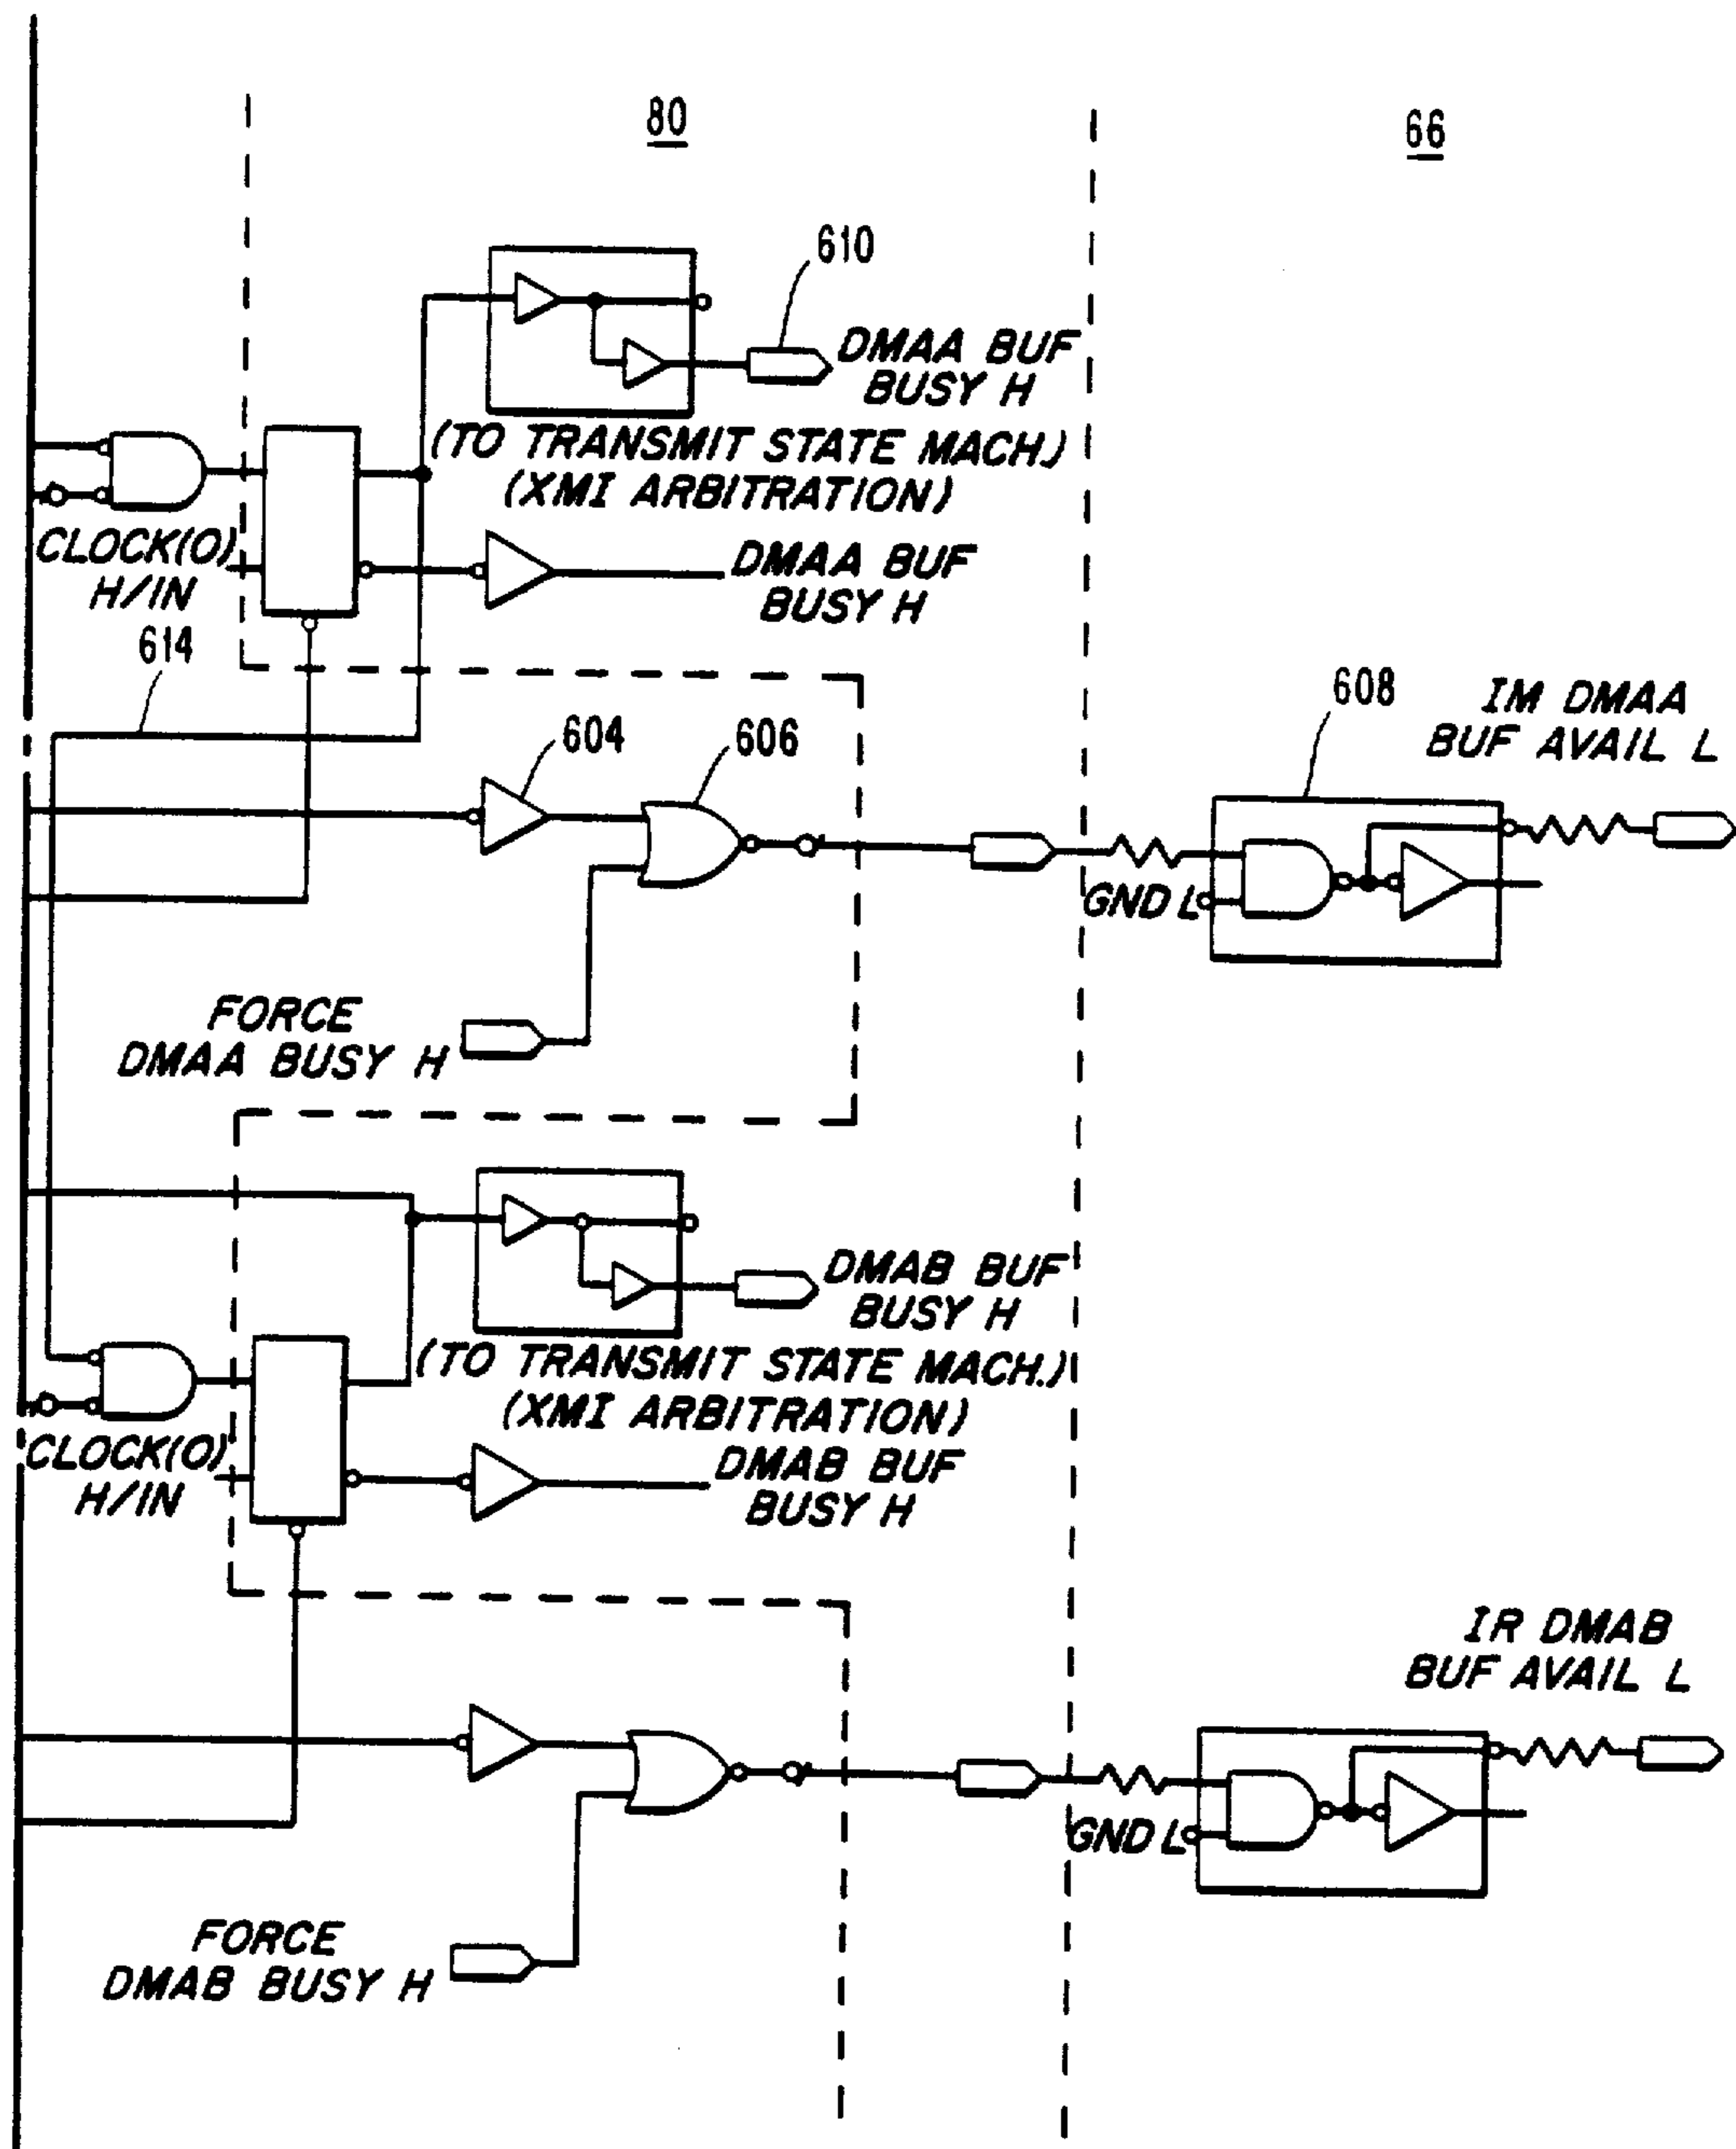 80
66
610
DMAA BUF
BUSY H
(TO TRANSMIT STATE MACH.)
(XMI ARBITRATION)
CLOCK(0)
H/IN
DMAA BUF
BUSY H
614
604
606
608
IM DMAA
BUF AVAIL L
GND L
FORCE
DMAA BUSY H
DMAB BUF
BUSY H
(TO TRANSMIT STATE MACH.)
(XMI ARBITRATION)
CLOCK(0)
H/IN
DMAB BUF
BUSY H
IR DMAB
BUF AVAIL L
GND L
FORCE
DMAB BUSY H